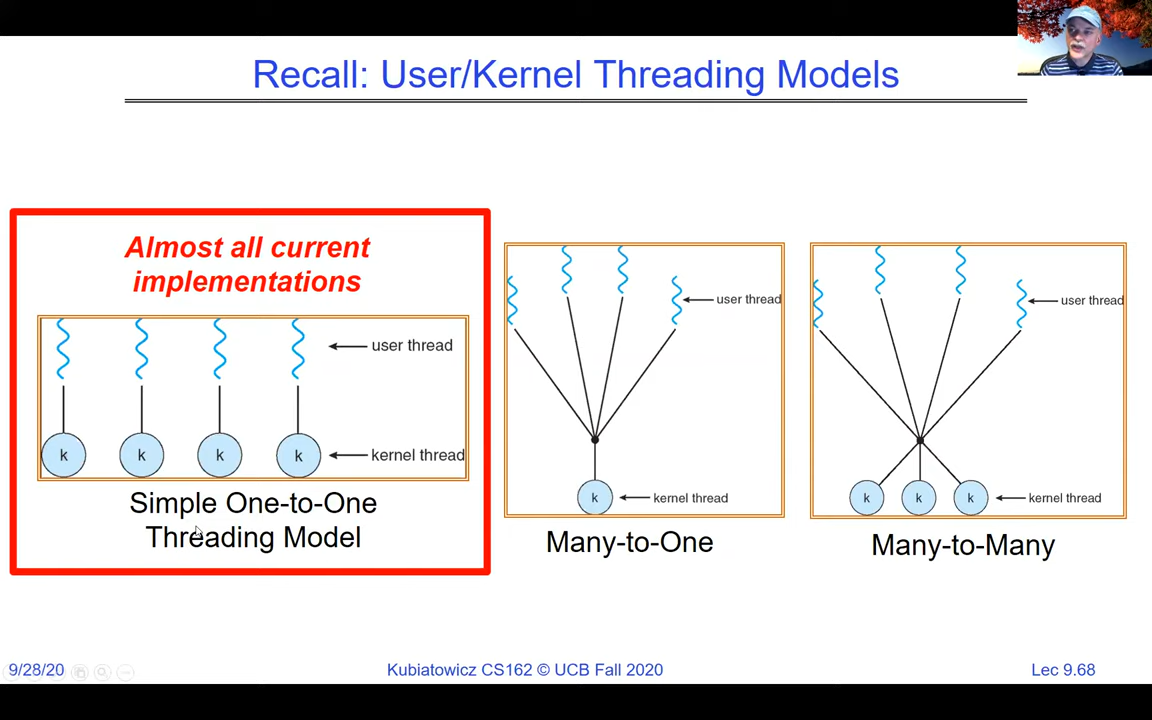 Recall: User/Kernel Threading Models
Almost all current
implementations
user thread
k
k
k
k
kernel thread
Simple One-to-One
Threading Model
user thread
k
kernel thread
Many-to-One
user thread
k
k
k
kernel thread
Many-to-Many
9/28/20
Kubiatowicz CS162 © UCB Fall 2020
Lec 9.68